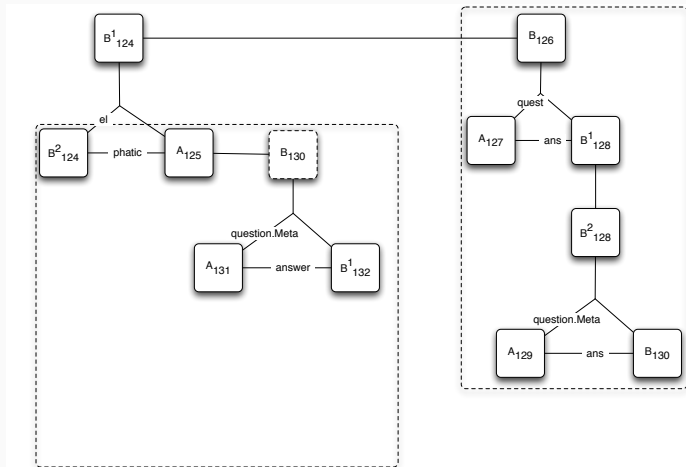 B¹124
B126
el
quest
A127
ans
B¹128
B²124
phatic
A125
B130
B²128
question.Meta
A131
answer
B¹132
question.Meta
A129
ans
B130